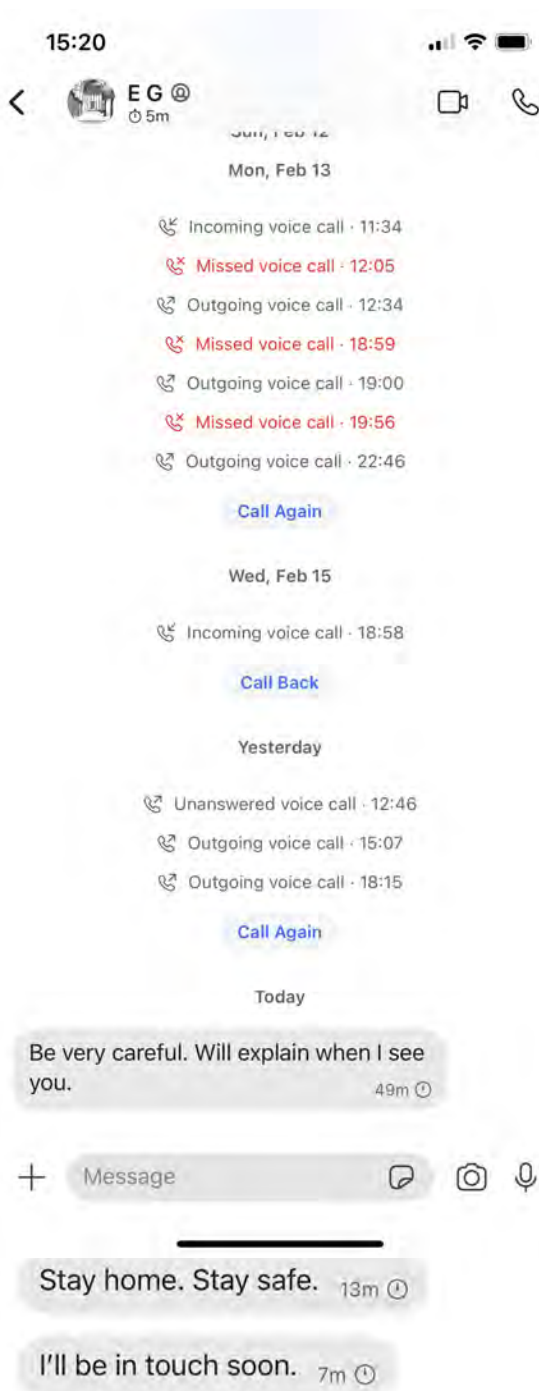 15:20
E G
5m
Sun, Feb 12
Mon, Feb 13
Incoming voice call · 11:34
Missed voice call · 12:05
Outgoing voice call · 12:34
Missed voice call · 18:59
Outgoing voice call · 19:00
Missed voice call · 19:56
Outgoing voice call · 22:46
Call Again
Wed, Feb 15
Incoming voice call · 18:58
Call Back
Yesterday
Unanswered voice call · 12:46
Outgoing voice call · 15:07
Outgoing voice call · 18:15
Call Again
Today
Be very careful. Will explain when I see
you.
49m
Message
Stay home. Stay safe. 13m
I'll be in touch soon. 7m